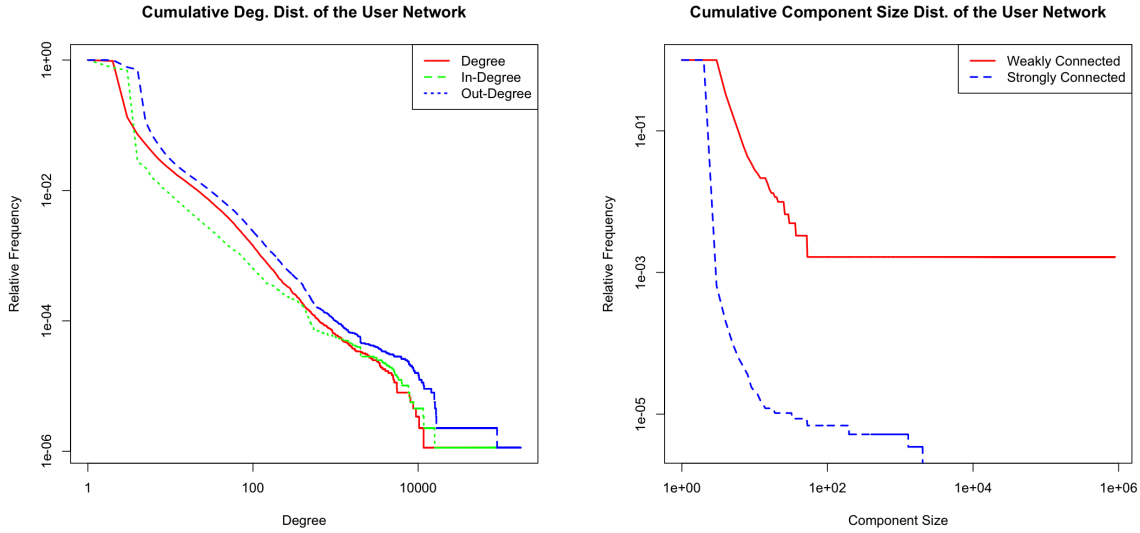 Cumulative Deg. Dist. of the User Network
Degree
In-Degree
Out-Degree
1e+00
1e-02
1e-04
1e-06
Relative Frequency
1
100
10000
Degree
Cumulative Component Size Dist. of the User Network
Weakly Connected
Strongly Connected
1e-01
1e-03
1e-05
Relative Frequency
1e+00
1e+02
1e+04
1e+06
Component Size